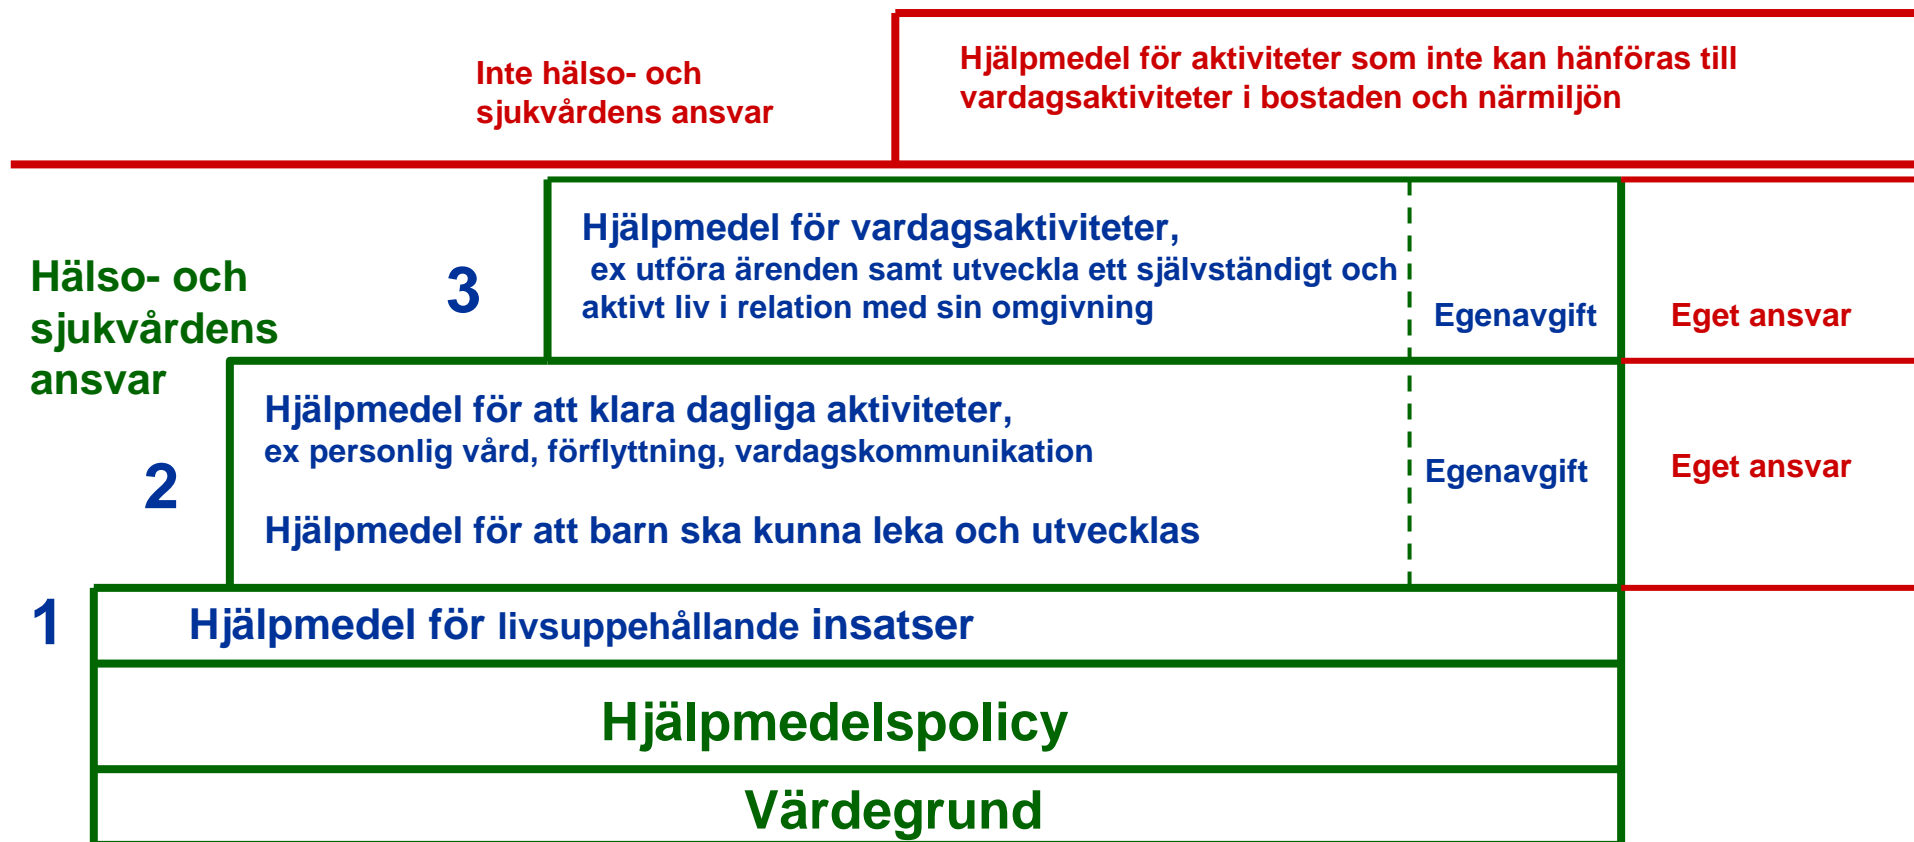 Inte hälso- och
sjukvårdens ansvar
Hjälpmedel för aktiviteter som inte kan hänföras till
vardagsaktiviteter i bostaden och närmiljön
Hälso- och
sjukvårdens
ansvar
3
Hjälpmedel för vardagsaktiviteter,
ex utföra ärenden samt utveckla ett självständigt och
aktivt liv i relation med sin omgivning
Egenavgift
Eget ansvar
2
Hjälpmedel för att klara dagliga aktiviteter,
ex personlig vård, förflyttning, vardagskommunikation
Hjälpmedel för att barn ska kunna leka och utvecklas
Egenavgift
Eget ansvar
1
Hjälpmedel för livsuppehållande insatser
Hjälpmedelspolicy
Värdegrund